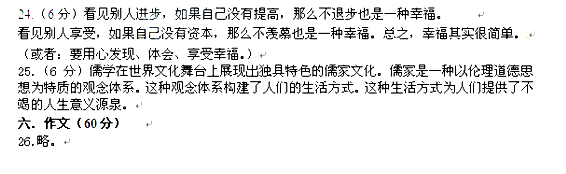 24.（6 分）看见别人进步，如果自己没有提高，那么不退步也是一种幸福。
看见别人享受，如果自己没有资本，那么不羡慕也是一种幸福。总之，幸福其实很简单。
（或者：要用心发现、体会、享受幸福。）
25.（6 分）儒学在世界文化舞台上展现出独具特色的儒家文化。儒家是一种以伦理道德思
想为特质的观念体系。这种观念体系构建了人们的生活方式。这种生活方式为人们提供了不
竭的人生意义源泉。
六．作文（60 分）
26.略。